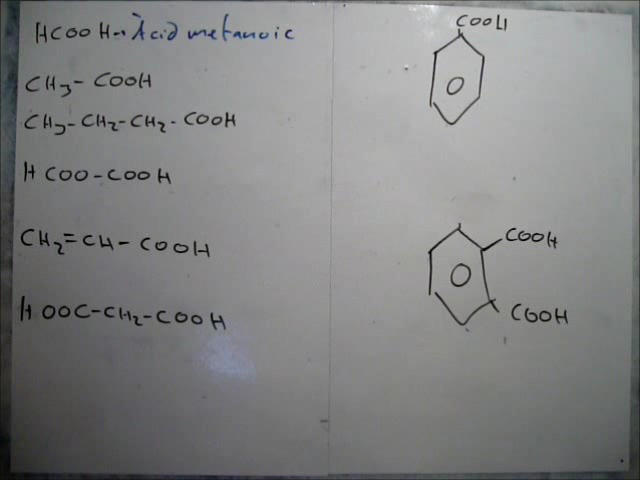 HCOOH → Àcid metanoic
CH3- COOH
CH3-CH2-CH2-COOH
HCOO-COOH
CH2=CH-COOH
HOOC-CH2-COOH
COOH
COOH
COOH